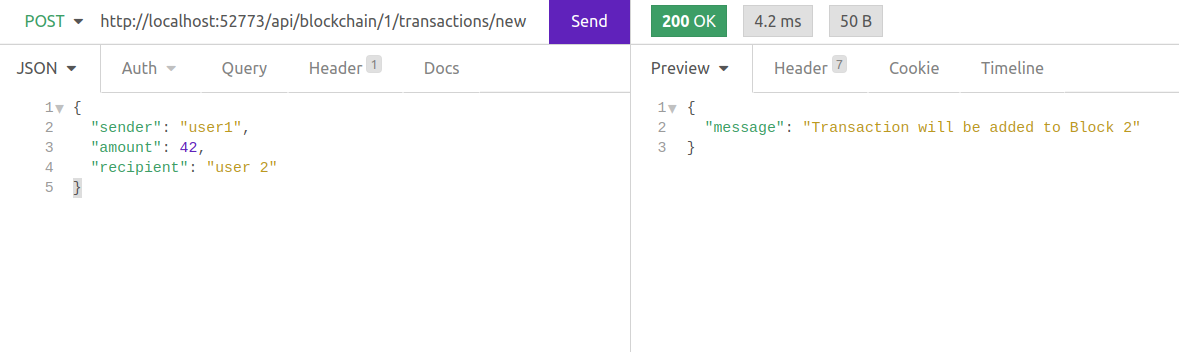 POST http://localhost:52773/api/blockchain/1/transactions/new Send 200 OK 4.2 ms 50 B
JSON Auth Query Header 1 Docs Preview Header 7 Cookie Timeline
1 {
2 "sender": "user1",
3 "amount": 42,
4 "recipient": "user 2"
5 }
1 {
2 "message": "Transaction will be added to Block 2"
3 }